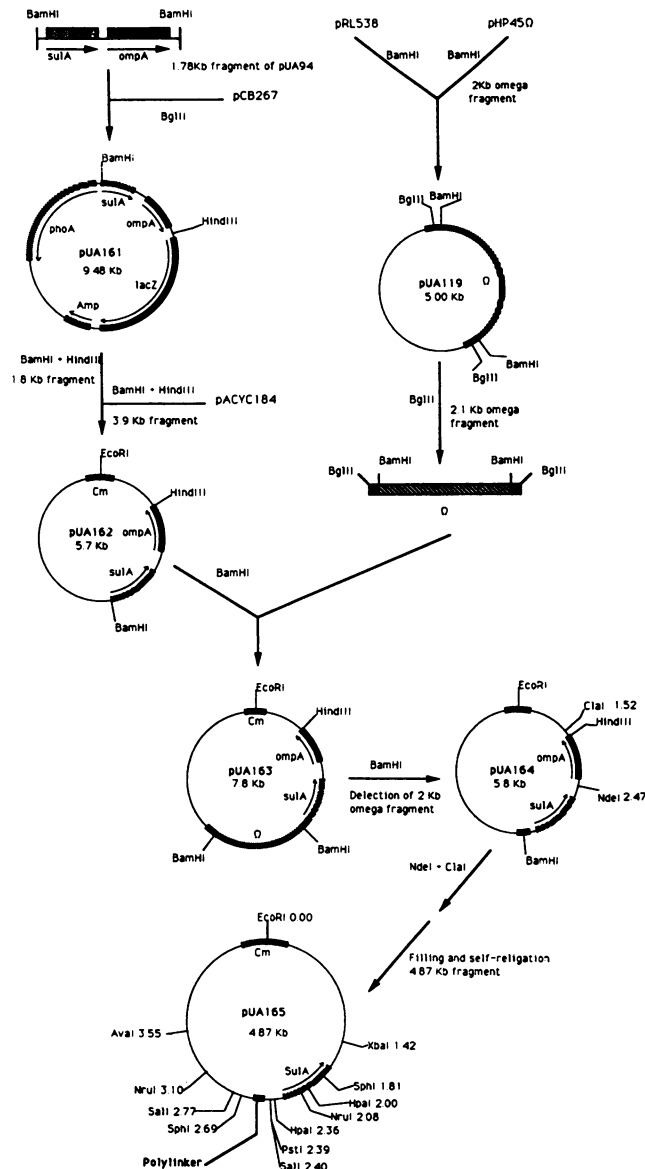 BamHI BamHI
sulA ompA
1.78Kb fragment of pUA94
pCB267
BglII
BamHI
sulA
ompA
HindIII
phoA
pUA161
9.48 Kb
lacZ
Amp
BamHI + HindIII
1.8 Kb fragment
BamHI + HindIII
pACYC184
3.9 Kb fragment
EcoRI
Cm
HindIII
pUA162
5.7 Kb
ompA
sulA
BamHI
pRL538 pHP45Ω
BamHI BamHI
2Kb omega
fragment
BglII BamHI
pUA119
5.00 Kb
Ω
BamHI
BglII
BglII
2.1 Kb omega
fragment
BglII BamHI BamHI BglII
Ω
BamHI
EcoRI
Cm
HindIII
ompA
pUA163
7.8 Kb
sulA
Ω
BamHI BamHI
BamHI
Delection of 2 Kb
omega fragment
EcoRI
ClaI 1.52
HindIII
ompA
pUA164
5.8 Kb
NdeI 2.47
sulA
BamHI
NdeI + ClaI
Filling and self-religation
4.87 Kb fragment
EcoRI 0.00
Cm
pUA165
4.87 Kb
AvaI 3.55
XbaI 1.42
SulA
SphI 1.81
NruI 3.10
HpaI 2.00
SalI 2.77
NruI 2.08
SphI 2.69
HpaI 2.36
PstI 2.39
Polylinker
SalI 2.40